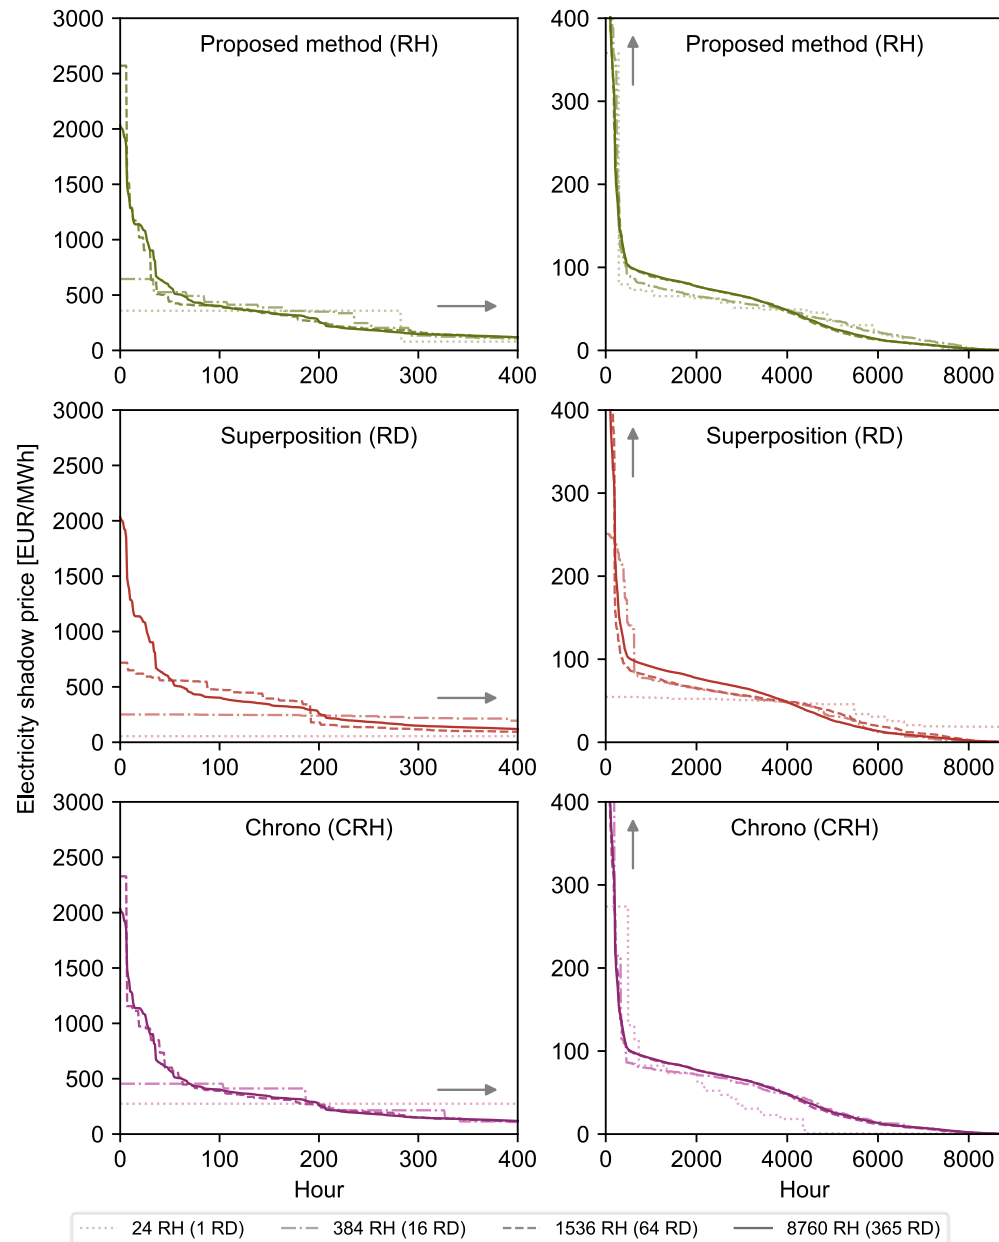 Proposed method (RH)
3000
2500
2000
1500
1000
500
0
0 100 200 300 400
Proposed method (RH)
400
300
200
100
0
0 2000 4000 6000 8000
Electricity shadow price [EUR/MWh]
Superposition (RD)
3000
2500
2000
1500
1000
500
0
0 100 200 300 400
Superposition (RD)
400
300
200
100
0
0 2000 4000 6000 8000
Chrono (CRH)
3000
2500
2000
1500
1000
500
0
0 100 200 300 400
Hour
Chrono (CRH)
400
300
200
100
0
0 2000 4000 6000 8000
Hour
24 RH (1 RD) 384 RH (16 RD) 1536 RH (64 RD) 8760 RH (365 RD)